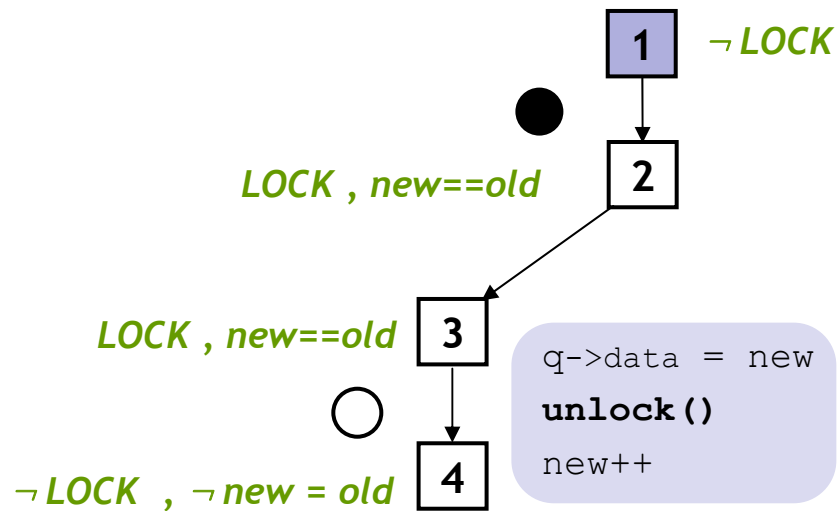 1 ¬ LOCK
LOCK , new==old 2
LOCK , new==old 3
q->data = new
unlock()
new++
¬ LOCK , ¬ new = old 4